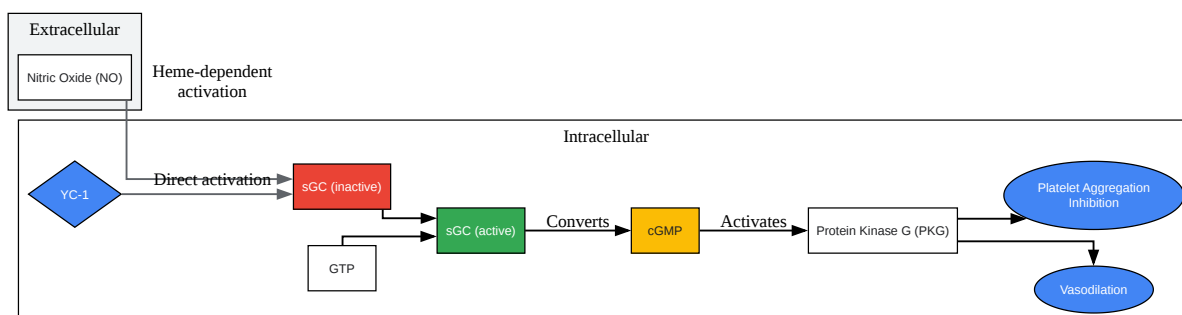 Extracellular
Nitric Oxide (NO)
Heme-dependent
activation
Intracellular
YC-1
Direct activation
sGC (inactive)
GTP
sGC (active)
Converts
cGMP
Activates
Protein Kinase G (PKG)
Platelet Aggregation
Inhibition
Vasodilation